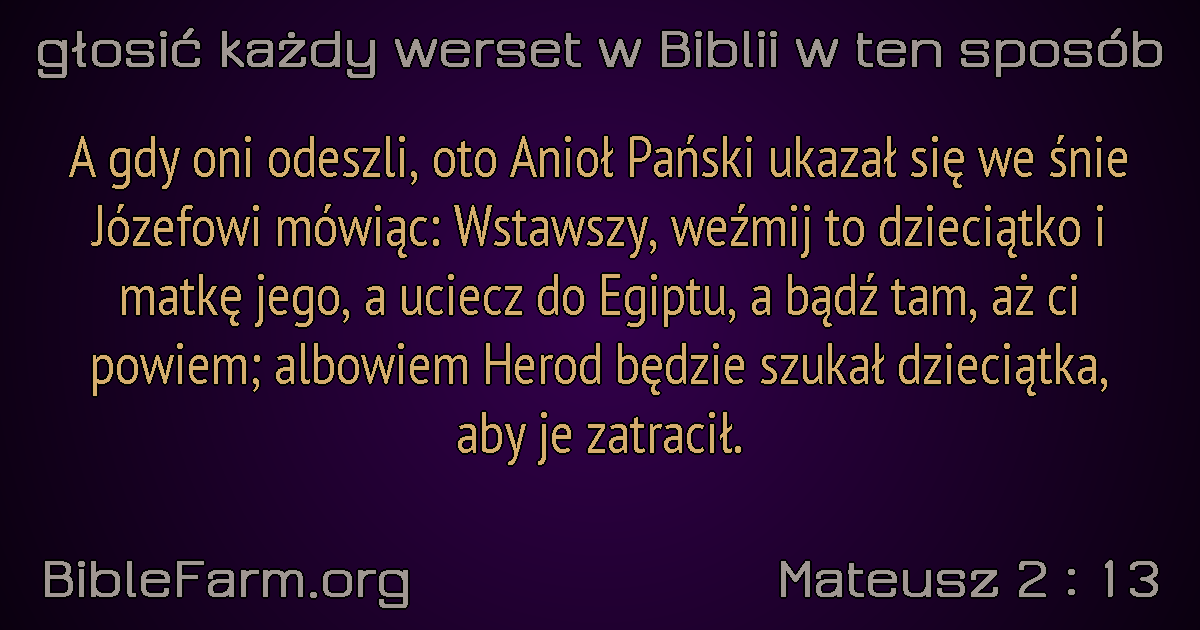 głosić każdy werset w Biblii w ten sposób
A gdy oni odeszli, oto Anioł Pański ukazał się we śnie
Józefowi mówiąc: Wstawszy, weźmij to dzieciątko i
matkę jego, a uciecz do Egiptu, a bądź tam, aż ci
powiem; albowiem Herod będzie szukał dzieciątka,
aby je zatracił.
BibleFarm.org
Mateusz 2 : 13